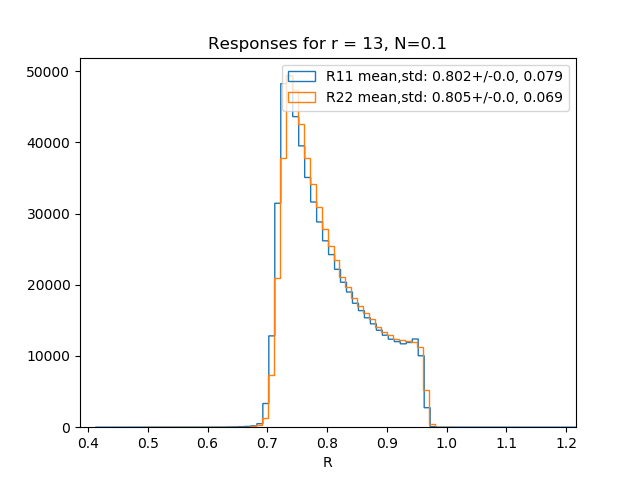 Responses for r = 13, N=0.1
R11 mean,std: 0.802+/-0.0, 0.079
R22 mean,std: 0.805+/-0.0, 0.069
50000
40000
30000
20000
10000
0
0.4 0.5 0.6 0.7 0.8 0.9 1.0 1.1 1.2
R